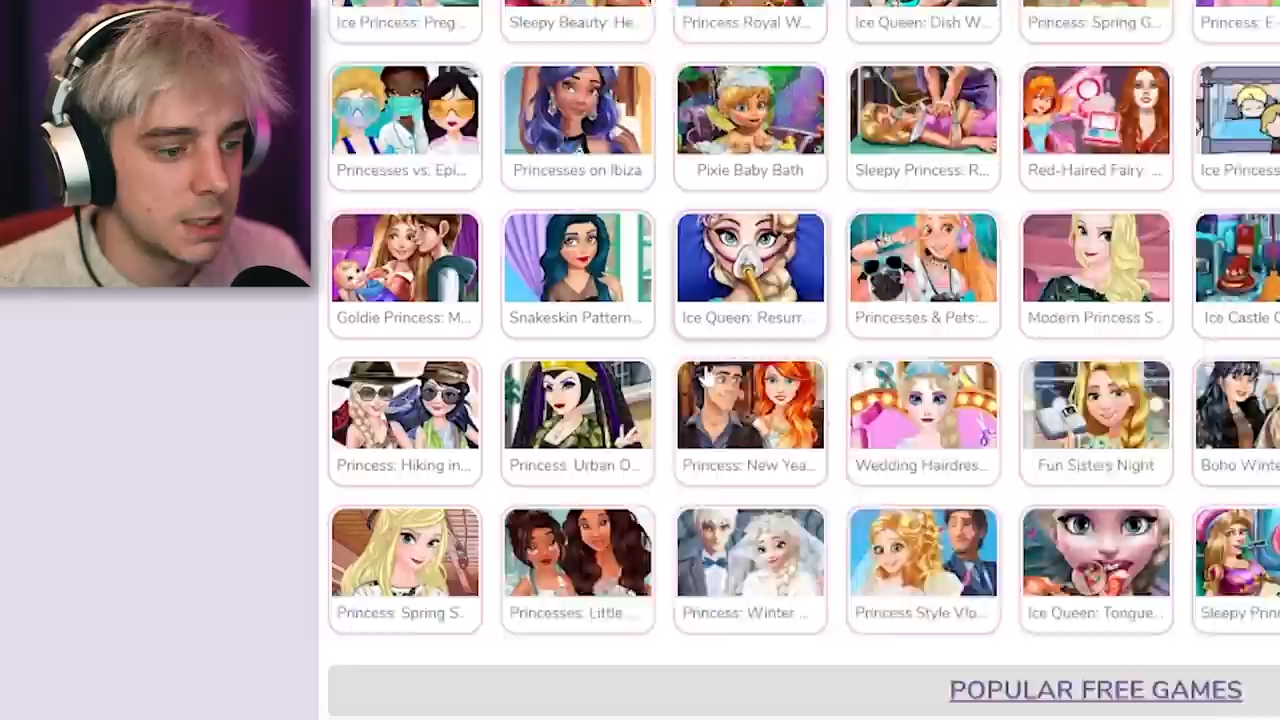 Ice Princess: Preg...
Sleepy Beauty: He...
Princess Royal W...
Ice Queen: Dish W...
Princess: Spring G...
Princess: E
Princesses vs. Epi...
Princesses on Ibiza
Pixie Baby Bath
Sleepy Princess: R...
Red-Haired Fairy ...
Ice Princess
Goldie Princess: M...
Snakeskin Pattern...
Ice Queen: Resurr...
Princesses & Pets:...
Modern Princess S...
Ice Castle C
Princess: Hiking in...
Princess: Urban O...
Princess: New Yea...
Wedding Hairdres...
Fun Sisters Night
Boho Winte
Princess: Spring S...
Princesses: Little ...
Princess: Winter ...
Princess Style Vlo...
Ice Queen: Tongue...
Sleepy Prin
POPULAR FREE GAMES